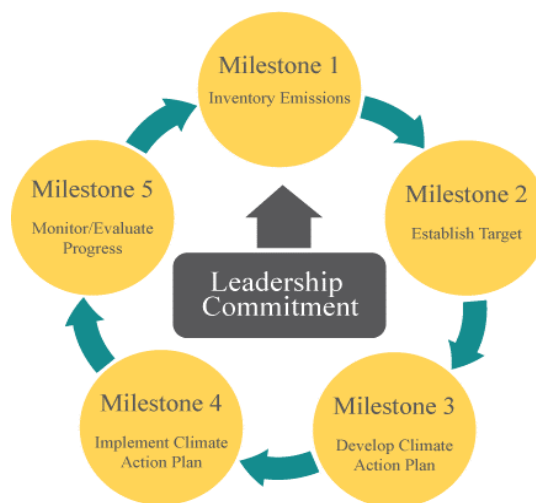 Milestone 1
Inventory Emissions
Milestone 2
Establish Target
Milestone 3
Develop Climate
Action Plan
Milestone 4
Implement Climate
Action Plan
Milestone 5
Monitor/Evaluate
Progress
Leadership
Commitment